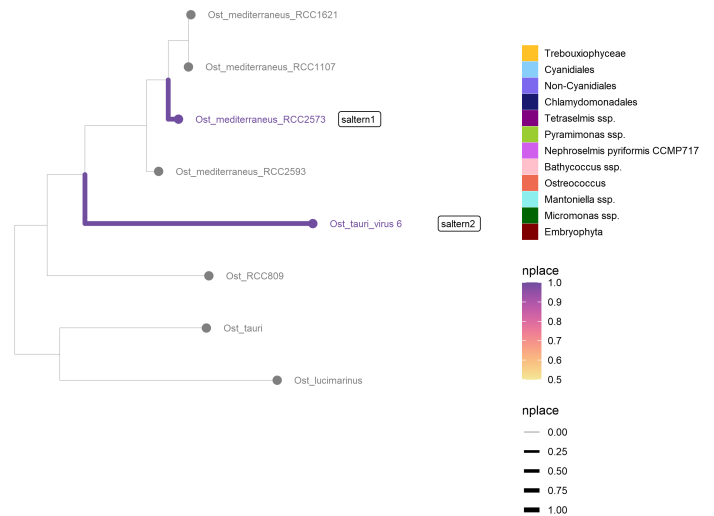 Ost_mediterraneus_RCC1621
Ost_mediterraneus_RCC1107
Ost_mediterraneus_RCC2573 saltern1
Ost_mediterraneus_RCC2593
Ost_tauri_virus 6 saltern2
Ost_RCC809
Ost_tauri
Ost_lucimarinus
Trebouxiophyceae
Cyanidiales
Non-Cyanidiales
Chlamydomonadales
Tetraselmis ssp.
Pyramimonas ssp.
Nephroselmis pyriformis CCMP717
Bathycoccus ssp.
Ostreococcus
Mantoniella ssp.
Micromonas ssp.
Embryophyta
nplace
1.0
0.9
0.8
0.7
0.6
0.5
nplace
0.00
0.25
0.50
0.75
1.00